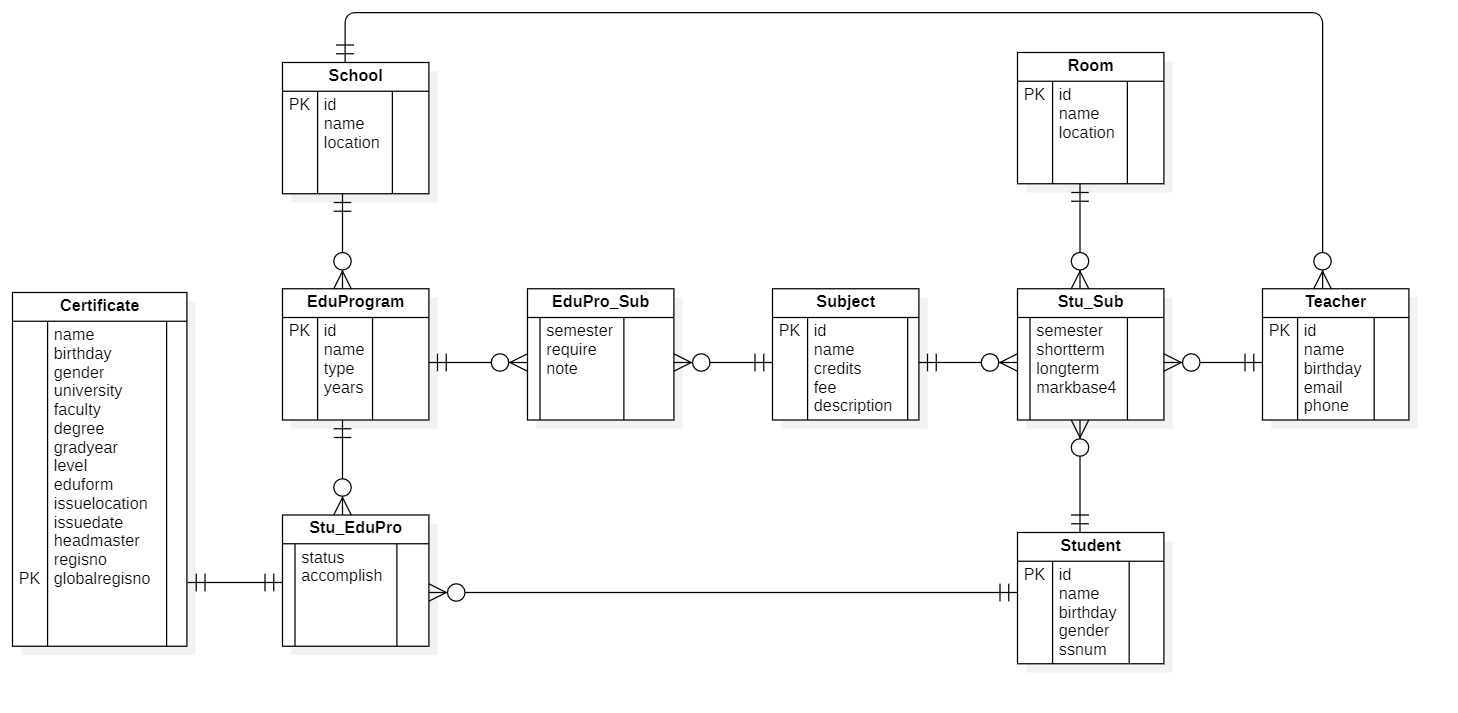 School
PK id
name
location
Room
PK id
name
location
Certificate
name
birthday
gender
university
faculty
degree
gradyear
level
eduform
issuelocation
issuedate
headmaster
regisno
PK globalregisno
EduProgram
PK id
name
type
years
EduPro_Sub
semester
require
note
Subject
PK id
name
credits
fee
description
Stu_Sub
semester
shortterm
longterm
markbase4
Teacher
PK id
name
birthday
email
phone
Stu_EduPro
status
accomplish
Student
PK id
name
birthday
gender
ssnum